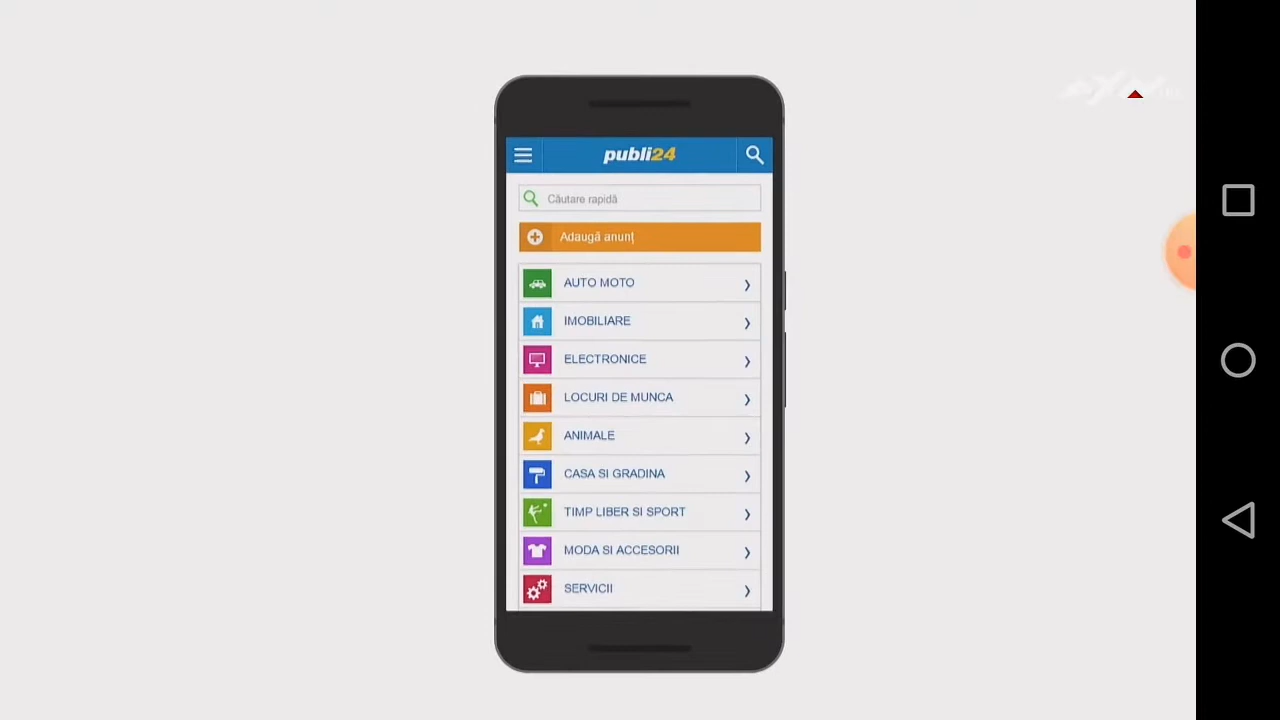 publi24
Căutare rapidă
Adaugă anunț
AUTO MOTO
IMOBILIARE
ELECTRONICE
LOCURI DE MUNCA
ANIMALE
CASA SI GRADINA
TIMP LIBER SI SPORT
MODA SI ACCESORII
SERVICII